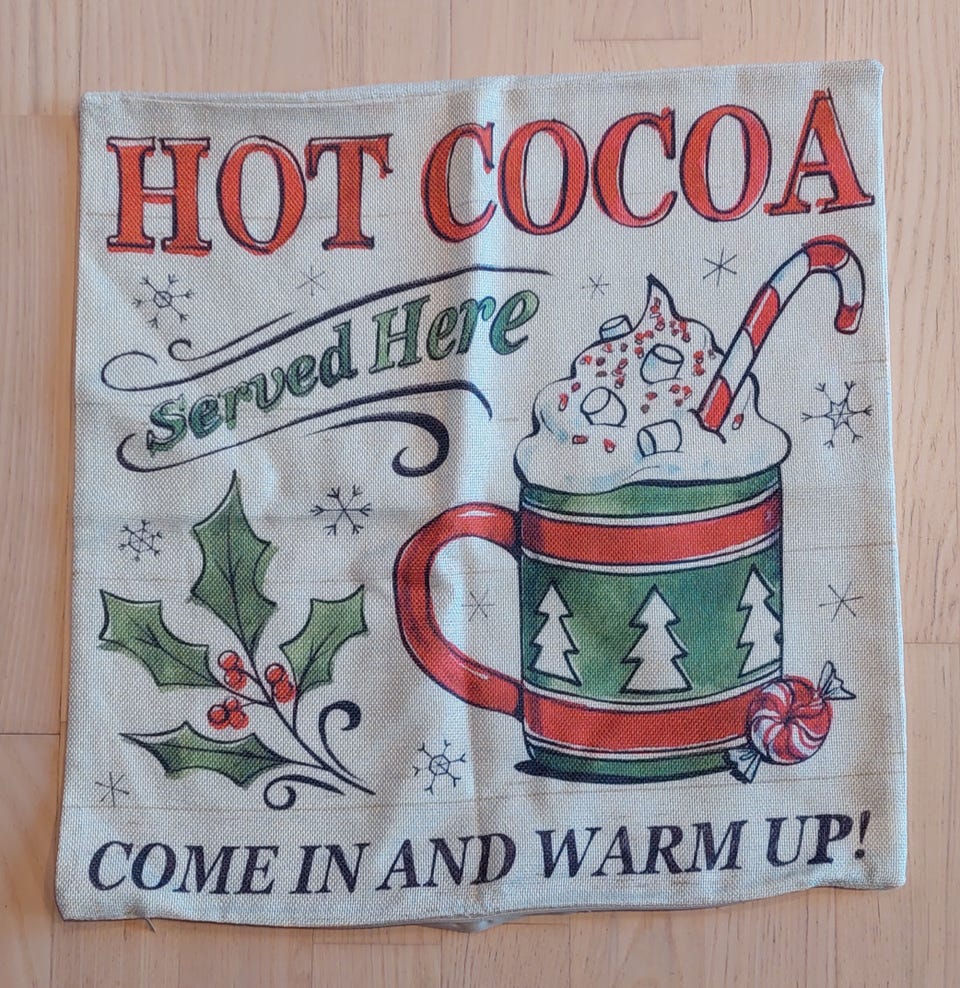 HOT COCOA
Served Here
COME IN AND WARM UP!